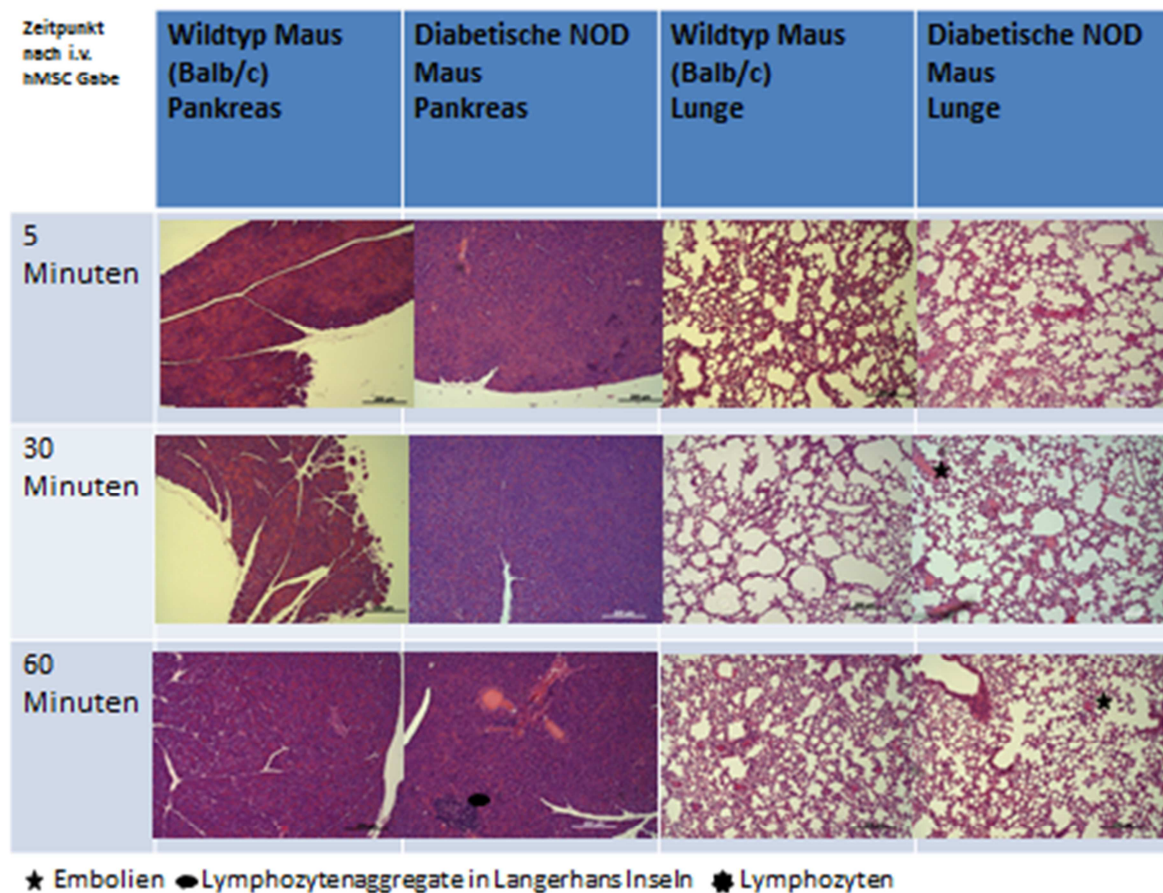 Zeitpunkt
nach i.v.
hMSC Gabe
Wildtyp Maus
(Balb/c)
Pankreas
Diabetische NOD
Maus
Pankreas
Wildtyp Maus
(Balb/c)
Lunge
Diabetische NOD
Maus
Lunge
5
Minuten
30
Minuten
60
Minuten
Embolien Lymphozytenaggregate in Langerhans Inseln Lymphozyten